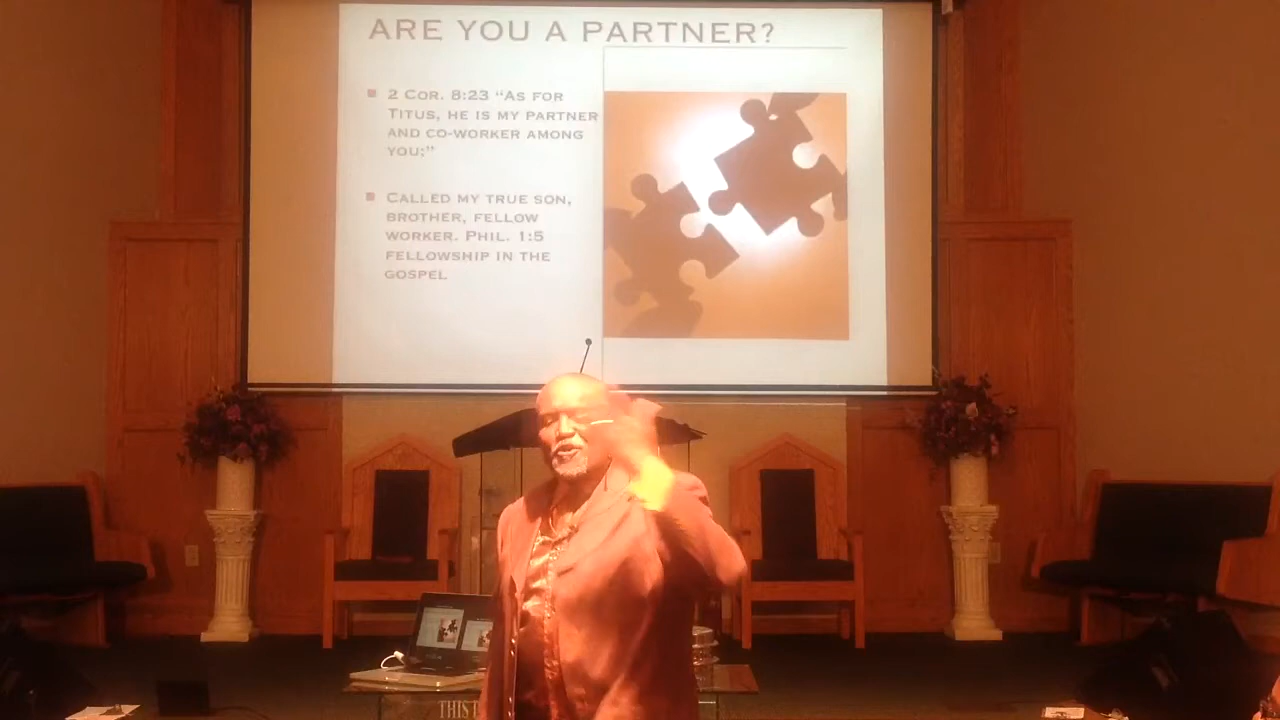 ARE YOU A PARTNER?
2 COR. 8:23 “AS FOR
TITUS, HE IS MY PARTNER
AND CO-WORKER AMONG
YOU;”
CALLED MY TRUE SON,
BROTHER, FELLOW
WORKER. PHIL. 1:5
FELLOWSHIP IN THE
GOSPEL
THIS